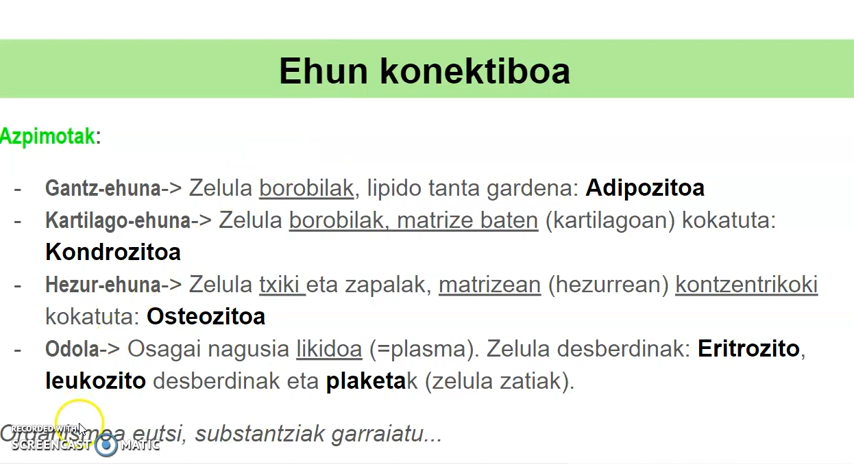 Ehun konektiboa
Azpimotak:
- Gantz-ehuna-> Zelula borobilak, lipido tanta gardena: Adipozitoa
- Kartilago-ehuna-> Zelula borobilak, matrize baten (kartilagoan) kokatuta:
Kondrozitoa
- Hezur-ehuna-> Zelula txiki eta zapalak, matrizean (hezurrean) kontzentrikoki
kokatuta: Osteozitoa
- Odola-> Osagai nagusia likidoa (=plasma). Zelula desberdinak: Eritrozito,
leukozito desberdinak eta plaketak (zelula zatiak).
Organismoa eutsi, substantziak garraiatu...
RECORDED WITH
SCREENCAST MATIC